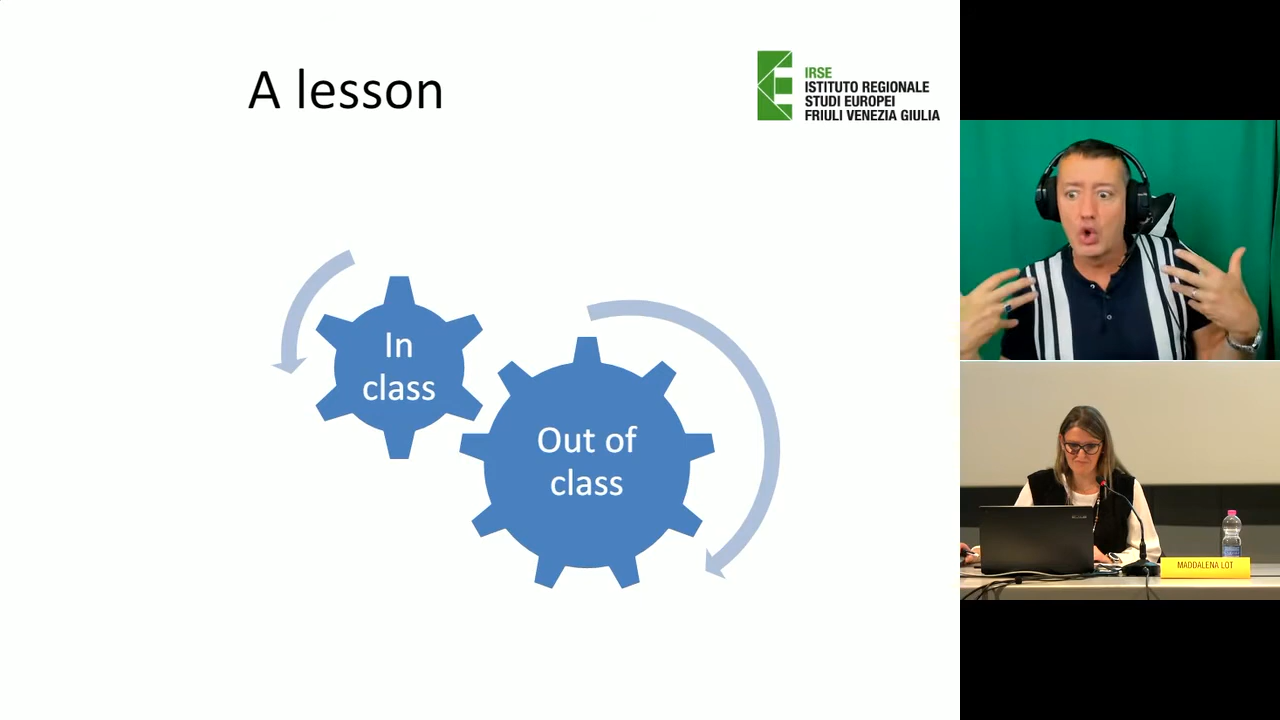 A lesson
IRSE
ISTITUTO REGIONALE
STUDI EUROPEI
FRIULI VENEZIA GIULIA
In
class
Out of
class
MADDALENA LOT